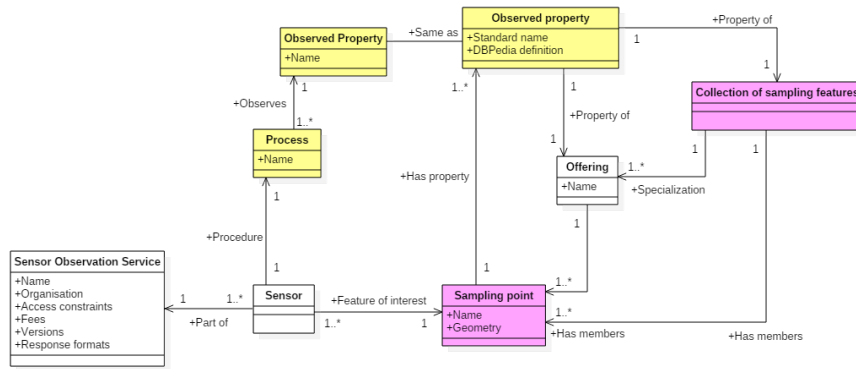 Observed property
+Standard name
+DBPedia definition
+Property of
1
1
Observed Property
+Name
+Same as
1
+Observes
1..*
1..*
1
+Property of
1
Collection of sampling features
Process
+Name
1
+Has property
Offering
+Name
1..*
+Specialization
1
1
+Procedure
1
1
1
1..*
Sensor Observation Service
+Name
+Organisation
+Access constraints
+Fees
+Versions
+Response formats
1
1..*
+Part of
Sensor
+Feature of interest
1..*
1
Sampling point
+Name
+Geometry
1..*
+Has members
+Has members